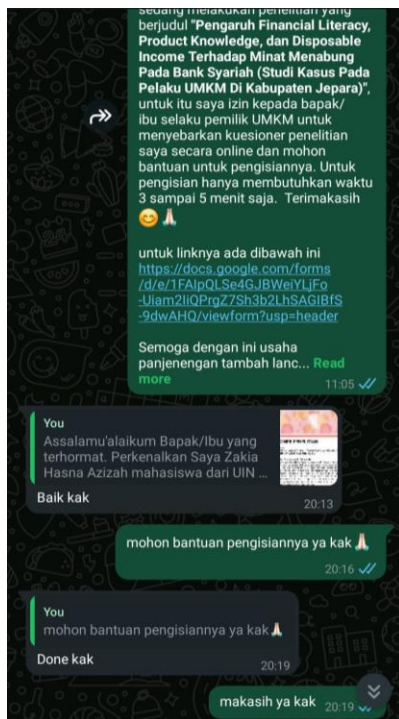 sedang melakukan penelitian yang
berjudul "Pengaruh Financial Literacy,
Product Knowledge, dan Disposable
Income Terhadap Minat Menabung
Pada Bank Syariah (Studi Kasus Pada
Pelaku UMKM Di Kabupaten Jepara)",
untuk itu saya izin kepada bapak/
ibu selaku pemilik UMKM untuk
menyebarkan kuesioner penelitian
saya secara online dan mohon
bantuan untuk pengisiannya. Untuk
pengisian hanya membutuhkan waktu
3 sampai 5 menit saja. Terimakasih
😊🙏🏻
untuk linknya ada dibawah ini
https://docs.google.com/forms
/d/e/1FAIpQLSe4GJBWeiYLjFo
-Uiam2liQPrgZ7Sh3b2LhSAGIBfS
-9dwAHQ/viewform?usp=header
Semoga dengan ini usaha
panjenengan tambah lanc... Read
more
11:05
You
Assalamu'alaikum Bapak/Ibu yang
terhormat. Perkenalkan Saya Zakia
Hasna Azizah mahasiswa dari UIN ...
Baik kak
20:13
mohon bantuan pengisiannya ya kak🙏🏻
20:16
You
mohon bantuan pengisiannya ya kak🙏🏻
Done kak
20:19
makasih ya kak 20:19